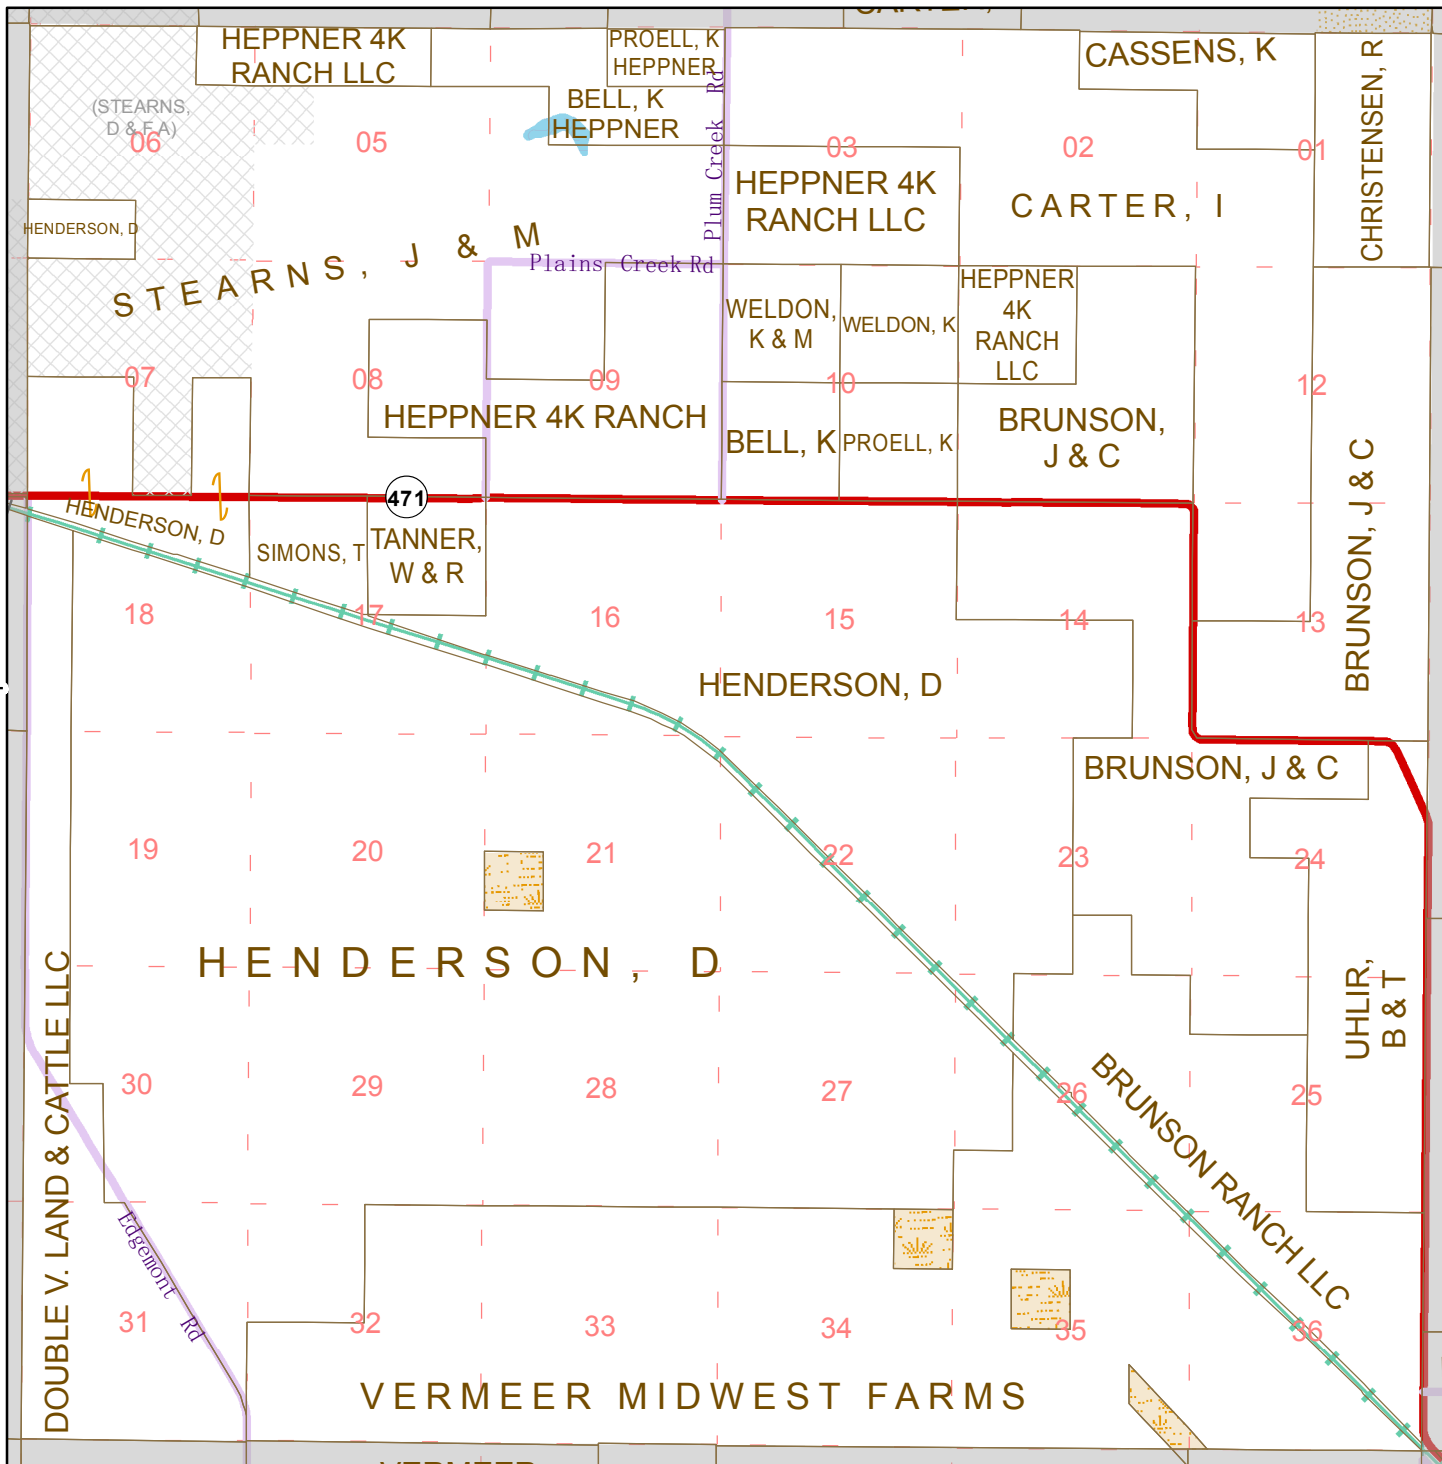 HEPPNER 4K
RANCH LLC
PROELL, K
HEPPNER
CASSENS, K
CHRISTENSEN, R
(STEARNS,
D & F A)
BELL, K
HEPPNER
Plum Creek Rd
06
05
03
02
01
HEPPNER 4K
RANCH LLC
CARTER, I
HENDERSON, D
STEARNS, J & M
Plains Creek Rd
WELDON,
K & M
WELDON, K
HEPPNER
4K
RANCH
LLC
07
08
09
10
12
HEPPNER 4K RANCH
BELL, K
PROELL, K
BRUNSON,
J & C
BRUNSON, J & C
471
HENDERSON, D
SIMONS, T
TANNER,
W & R
18
17
16
15
14
13
HENDERSON, D
BRUNSON, J & C
19
20
21
22
23
24
HENDERSON, D
UHLIR,
B & T
DOUBLE V. LAND & CATTLE LLC
30
29
28
27
26
25
BRUNSON RANCH LLC
Edgemont Rd
31
32
33
34
35
36
VERMEER MIDWEST FARMS